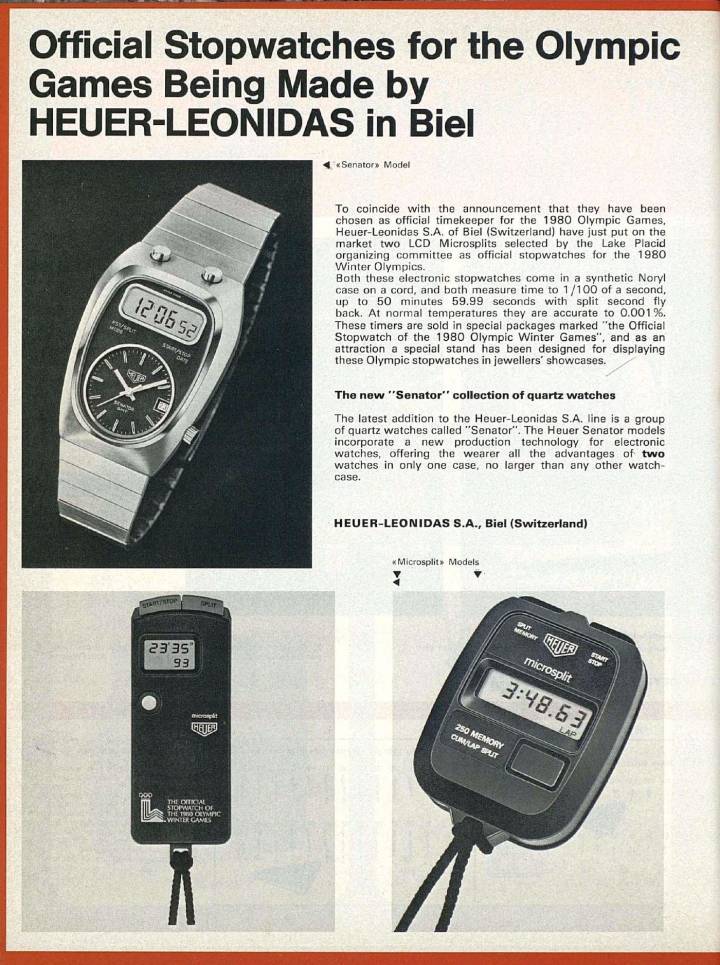 Official Stopwatches for the Olympic
Games Being Made by
HEUER-LEONIDAS in Biel
◀ «Senator» Model
To coincide with the announcement that they have been
chosen as official timekeeper for the 1980 Olympic Games,
Heuer-Leonidas S.A. of Biel (Switzerland) have just put on the
market two LCD Microsplits selected by the Lake Placid
organizing committee as official stopwatches for the 1980
Winter Olympics.
Both these electronic stopwatches come in a synthetic Noryl
case on a cord, and both measure time to 1/100 of a second,
up to 50 minutes 59.99 seconds with split second fly
back. At normal temperatures they are accurate to 0.001%.
These timers are sold in special packages marked "the Official
Stopwatch of the 1980 Olympic Winter Games", and as an
attraction a special stand has been designed for displaying
these Olympic stopwatches in jewellers' showcases.
The new "Senator" collection of quartz watches
The latest addition to the Heuer-Leonidas S.A. line is a group
of quartz watches called "Senator". The Heuer Senator models
incorporate a new production technology for electronic
watches, offering the wearer all the advantages of two
watches in only one case, no larger than any other watch-
case.
HEUER-LEONIDAS S.A., Biel (Switzerland)
12:06 52
START/STOP
DATE
HEUER
SENATOR
«Microsplit» Models
START/STOP
SPLIT
23'35"
93
microsplit
HEUER
THE OFFICIAL
STOPWATCH OF
THE 1980 OLYMPIC
WINTER GAMES
SPLIT
MEMORY
HEUER
START
STOP
microsplit
3:48.63
LAP
250 MEMORY
CUM/LAP SPLIT